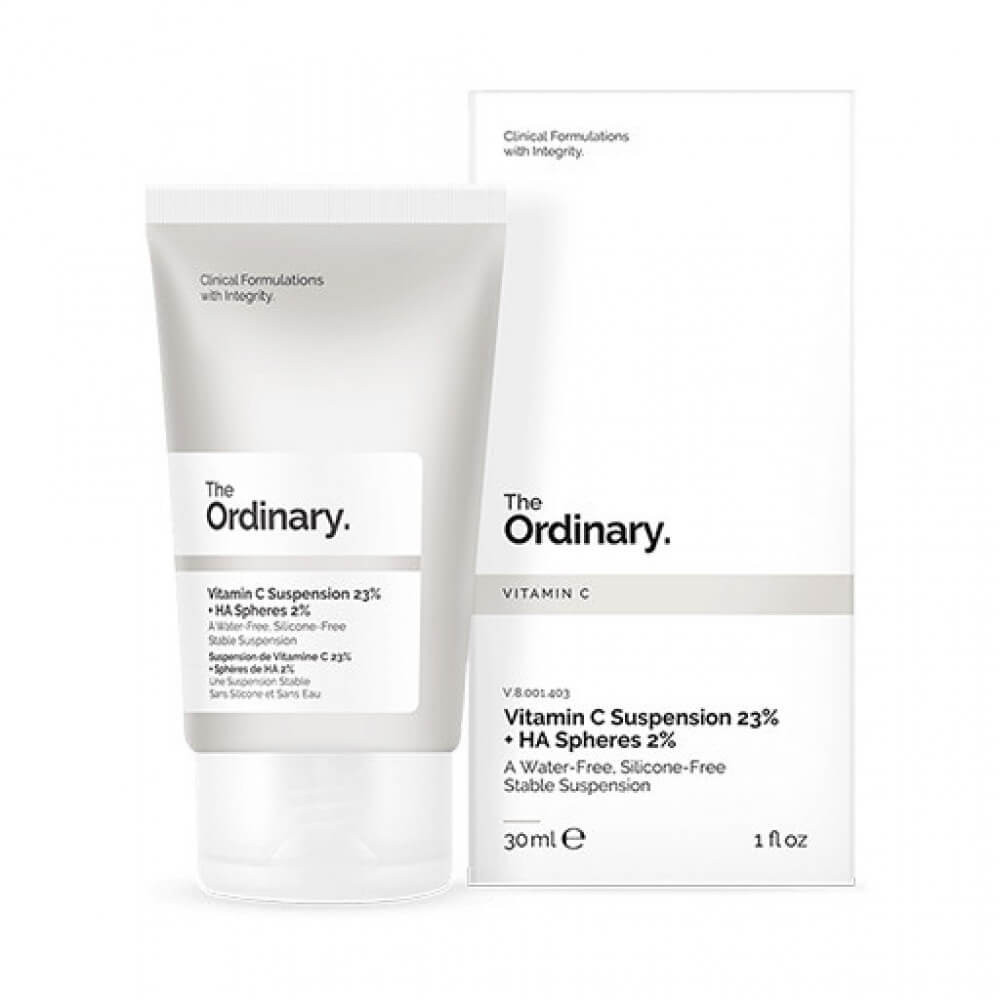 Clinical Formulations
with Integrity.
The
Ordinary.
Vitamin C Suspension 23%
+ HA Spheres 2%
A Water-Free, Silicone-Free
Stable Suspension
Suspension de Vitamine C 23%
+ Sphères de HA 2%
Une Suspension Stable
Sans Silicone et Sans Eau
Clinical Formulations
with Integrity.
The
Ordinary.
VITAMIN C
V.8.001.403
Vitamin C Suspension 23%
+ HA Spheres 2%
A Water-Free, Silicone-Free
Stable Suspension
30ml ℮
1 fl oz